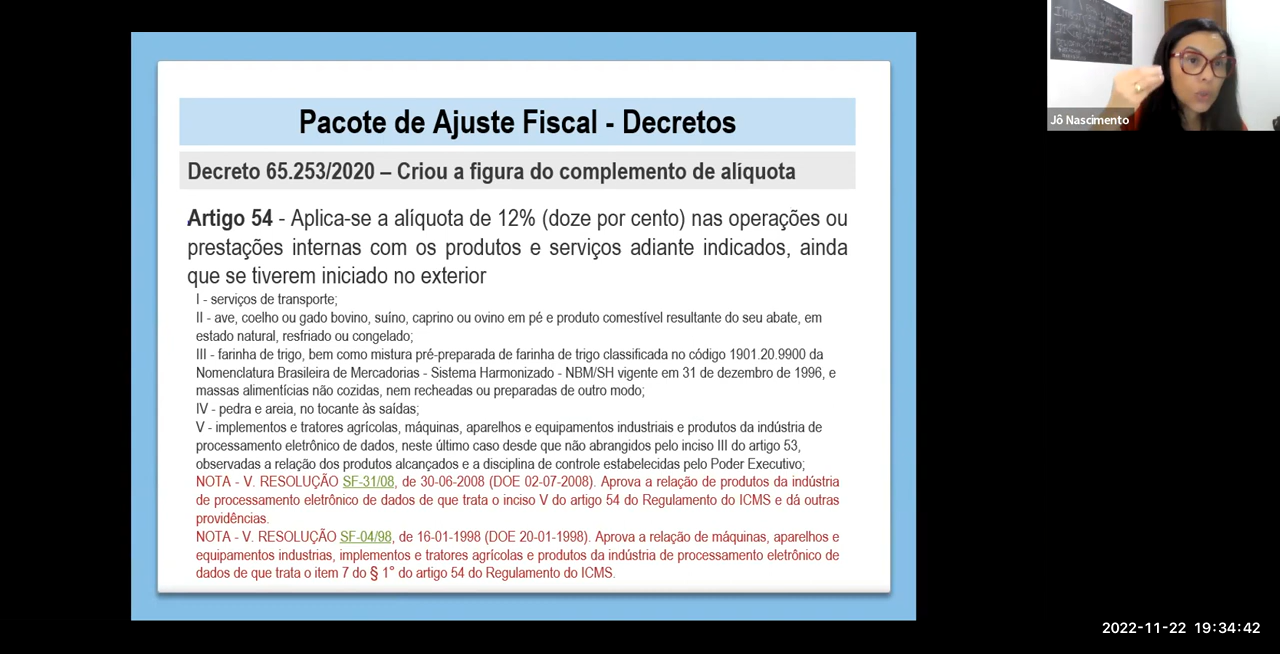 Pacote de Ajuste Fiscal - Decretos
Decreto 65.253/2020 – Criou a figura do complemento de alíquota
Artigo 54 - Aplica-se a alíquota de 12% (doze por cento) nas operações ou
prestações internas com os produtos e serviços adiante indicados, ainda
que se tiverem iniciado no exterior
I - serviços de transporte;
II - ave, coelho ou gado bovino, suíno, caprino ou ovino em pé e produto comestível resultante do seu abate, em
estado natural, resfriado ou congelado;
III - farinha de trigo, bem como mistura pré-preparada de farinha de trigo classificada no código 1901.20.9900 da
Nomenclatura Brasileira de Mercadorias - Sistema Harmonizado - NBM/SH vigente em 31 de dezembro de 1996, e
massas alimentícias não cozidas, nem recheadas ou preparadas de outro modo;
IV - pedra e areia, no tocante às saídas;
V - implementos e tratores agrícolas, máquinas, aparelhos e equipamentos industriais e produtos da indústria de
processamento eletrônico de dados, neste último caso desde que não abrangidos pelo inciso III do artigo 53,
observadas a relação dos produtos alcançados e a disciplina de controle estabelecidas pelo Poder Executivo;
NOTA - V. RESOLUÇÃO SF-31/08, de 30-06-2008 (DOE 02-07-2008). Aprova a relação de produtos da indústria
de processamento eletrônico de dados de que trata o inciso V do artigo 54 do Regulamento do ICMS e dá outras
providências.
NOTA - V. RESOLUÇÃO SF-04/98, de 16-01-1998 (DOE 20-01-1998). Aprova a relação de máquinas, aparelhos e
equipamentos industrias, implementos e tratores agrícolas e produtos da indústria de processamento eletrônico de
dados de que trata o item 7 do § 1° do artigo 54 do Regulamento do ICMS.
Jô Nascimento
2022-11-22 19:34:42